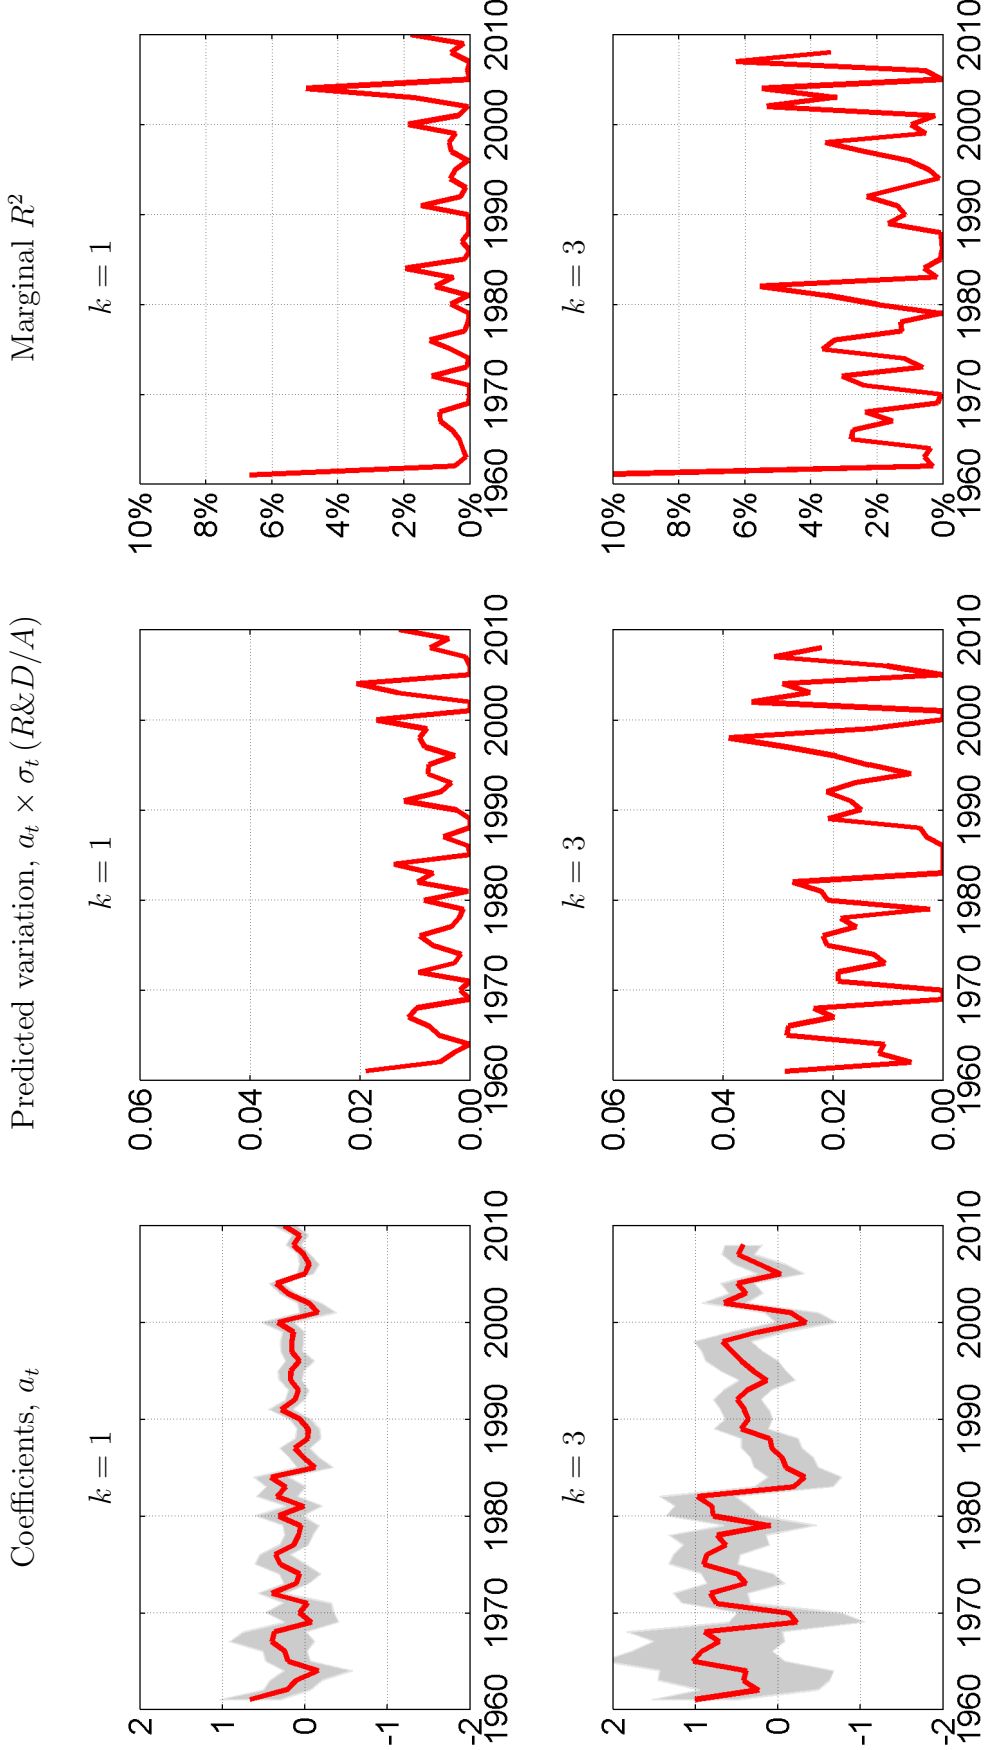 Coefficients, a_t
Predicted variation, a_t × σ_t (R&D/A)
Marginal R²
k = 1
2
1
0
-1
-2
1960 1970 1980 1990 2000 2010
k = 1
0.06
0.04
0.02
0.00
1960 1970 1980 1990 2000 2010
k = 1
10%
8%
6%
4%
2%
0%
1960 1970 1980 1990 2000 2010
k = 3
2
1
0
-1
-2
1960 1970 1980 1990 2000 2010
k = 3
0.06
0.04
0.02
0.00
1960 1970 1980 1990 2000 2010
k = 3
10%
8%
6%
4%
2%
0%
1960 1970 1980 1990 2000 2010